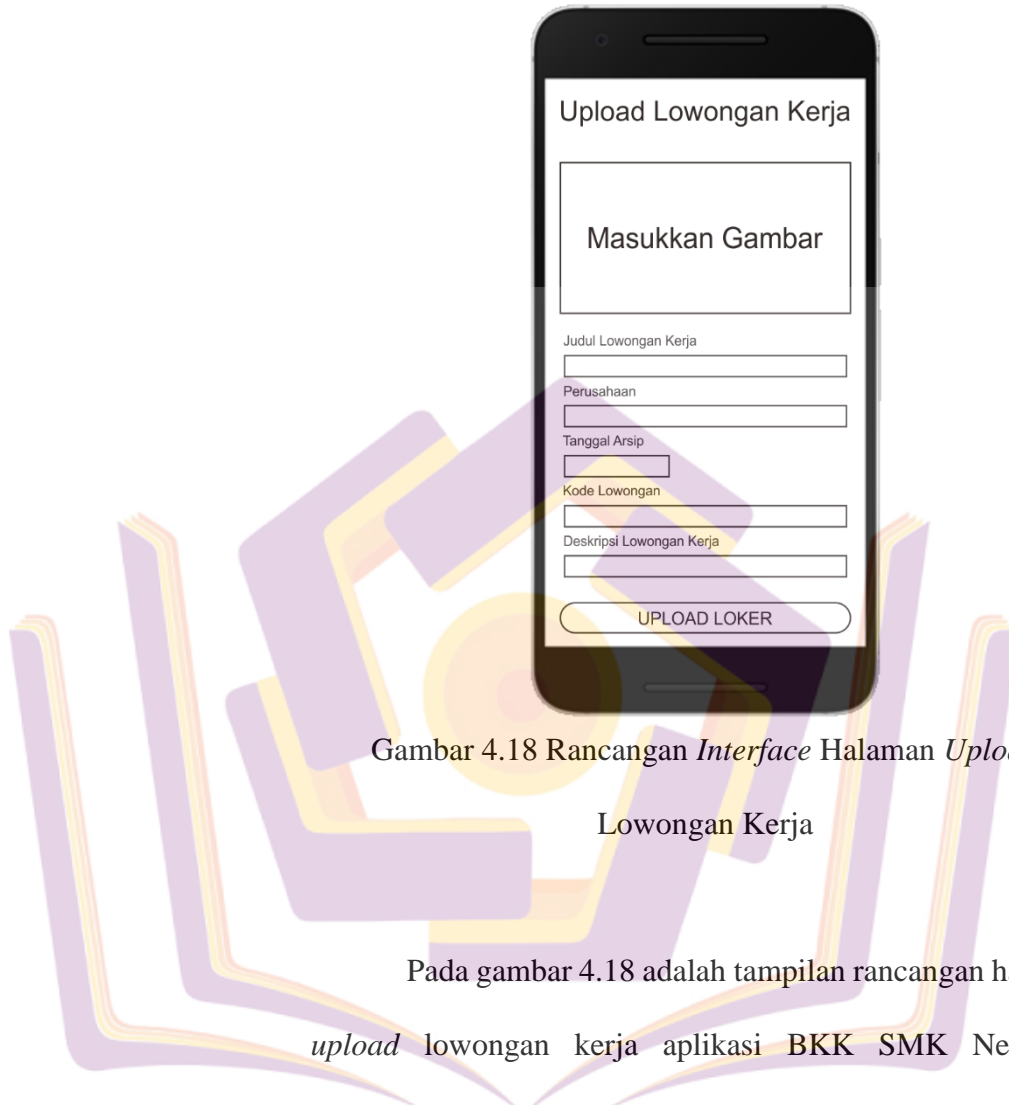 Upload Lowongan Kerja
Masukkan Gambar
Judul Lowongan Kerja
Perusahaan
Tanggal Arsip
Kode Lowongan
Deskripsi Lowongan Kerja
UPLOAD LOKER
Gambar 4.18 Rancangan Interface Halaman
Lowongan Kerja
Pada gambar 4.18 adalah tampilan rancangan
upload lowongan kerja aplikasi BKK SMK